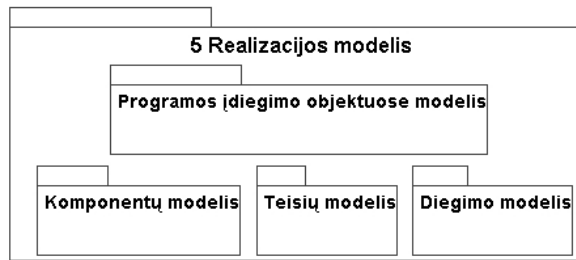 5 Realizacijos modelis
Programos įdiegimo objektuose modelis
Komponentų modelis
Teisių modelis
Diegimo modelis